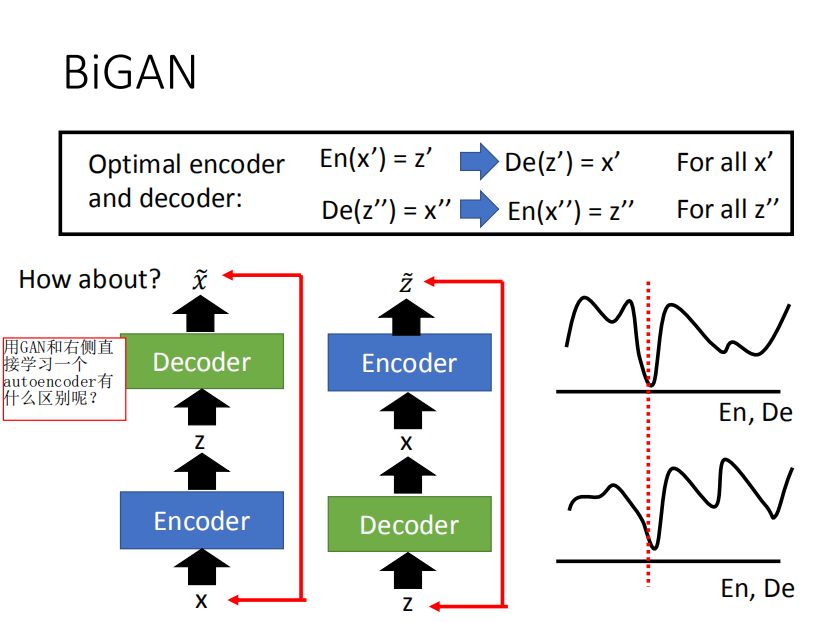 BiGAN
Optimal encoder
and decoder:
En(x’) = z’
De(z’) = x’
For all x’
De(z’’) = x’’
En(x’’) = z’’
For all z’’
How about?
x̃
z̃
用GAN和右侧直
接学习一个
autoencoder有
什么区别呢？
Decoder
Encoder
z
x
Encoder
Decoder
x
z
En, De
En, De